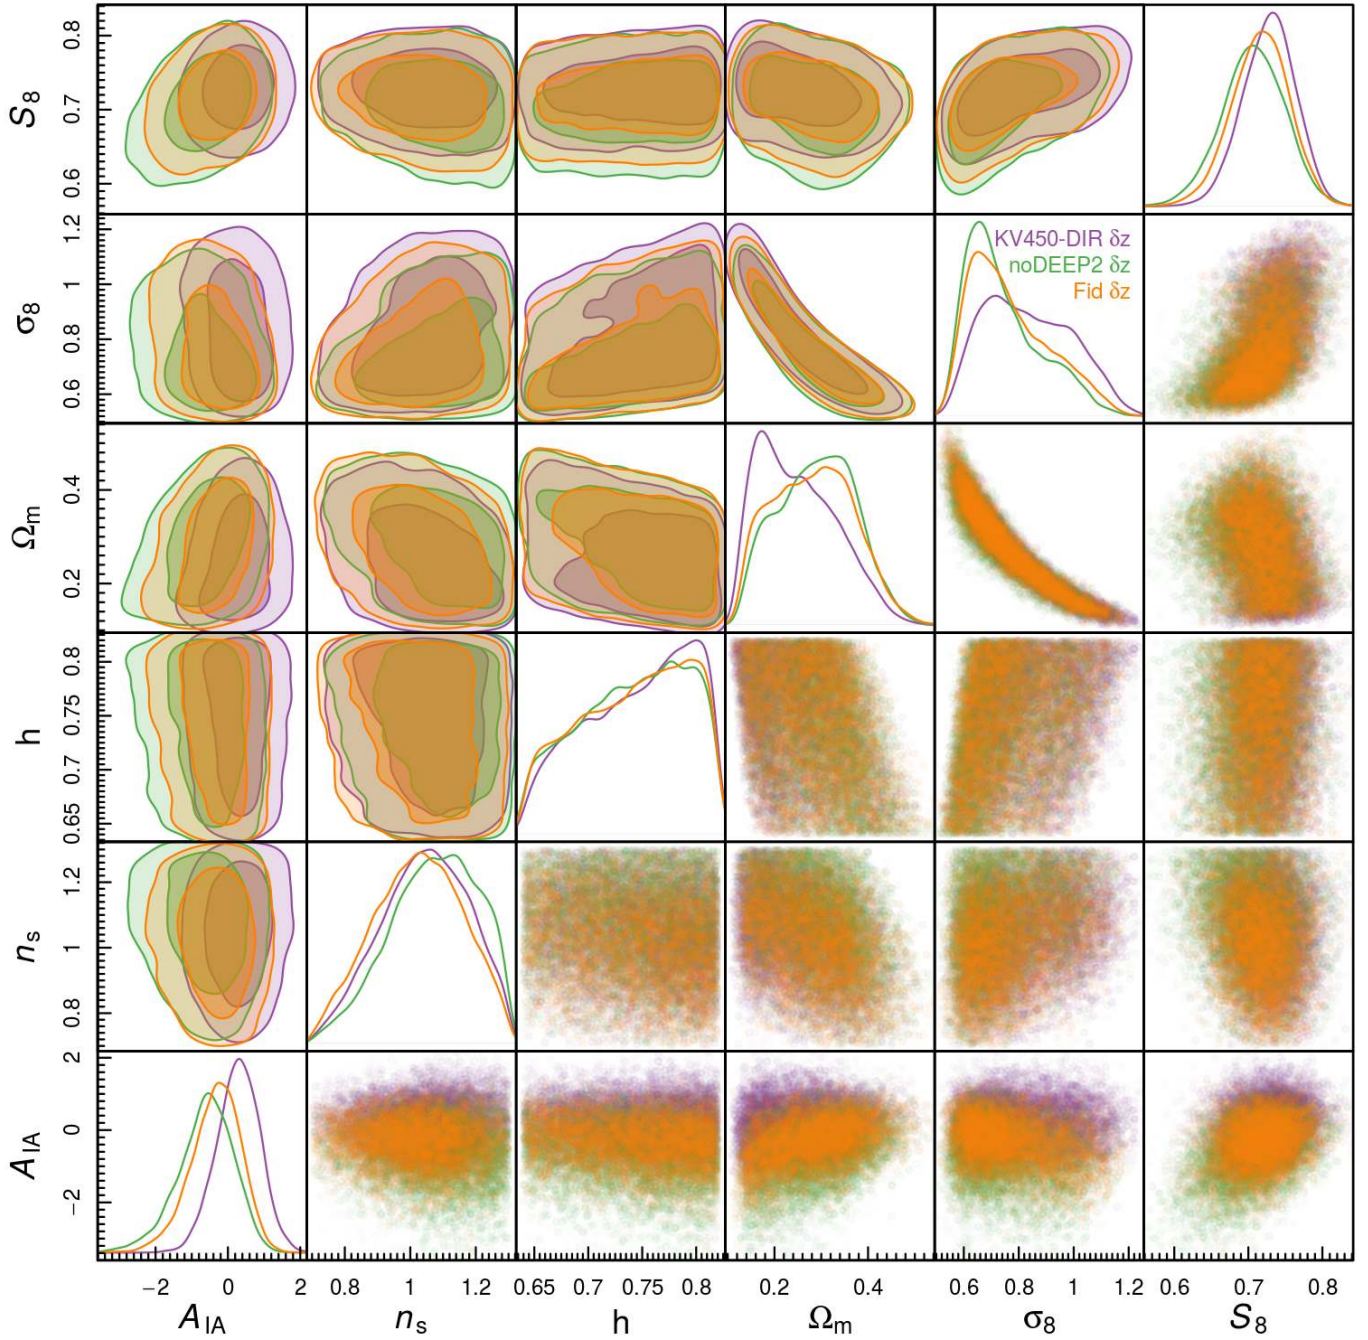 S₈ 0.6 0.7 0.8
σ₈ 0.6 0.8 1 1.2
KV450-DIR δz
noDEEP2 δz
Fid δz
Ωₘ 0.2 0.4
h 0.65 0.7 0.75 0.8
nₛ 0.8 1 1.2
A_IA −2 0 2
−2 0 2 0.8 1 1.2 0.65 0.7 0.75 0.8 0.2 0.4 0.6 0.8 1 1.2 0.6 0.7 0.8
A_IA nₛ h Ωₘ σ₈ S₈